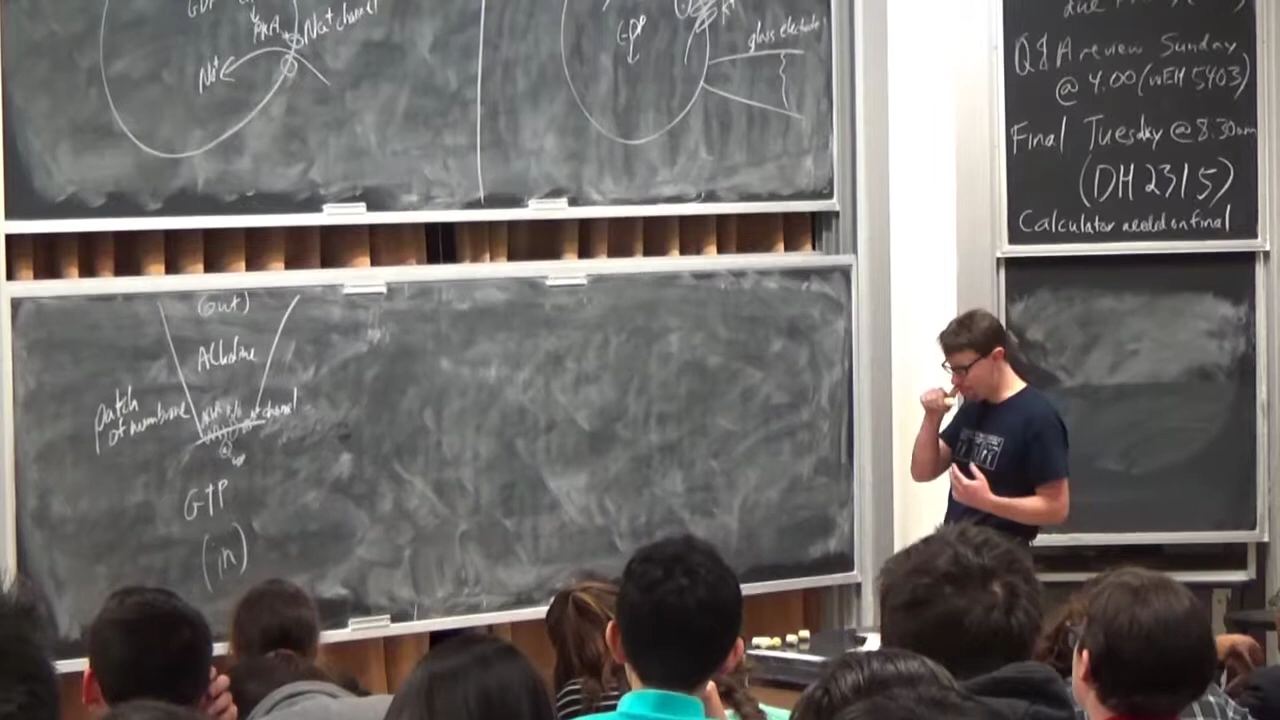 GDP
PKA
Na+ channel
Na+
GDP
K+
glass electrode
due
Q&A review Sunday
@ 4:00 (WEH 5403)
Final Tuesday @ 8:30am
(DH 2315)
Calculator needed on final
(out)
Alkaline
patch
of membrane
channel
GTP
(in)